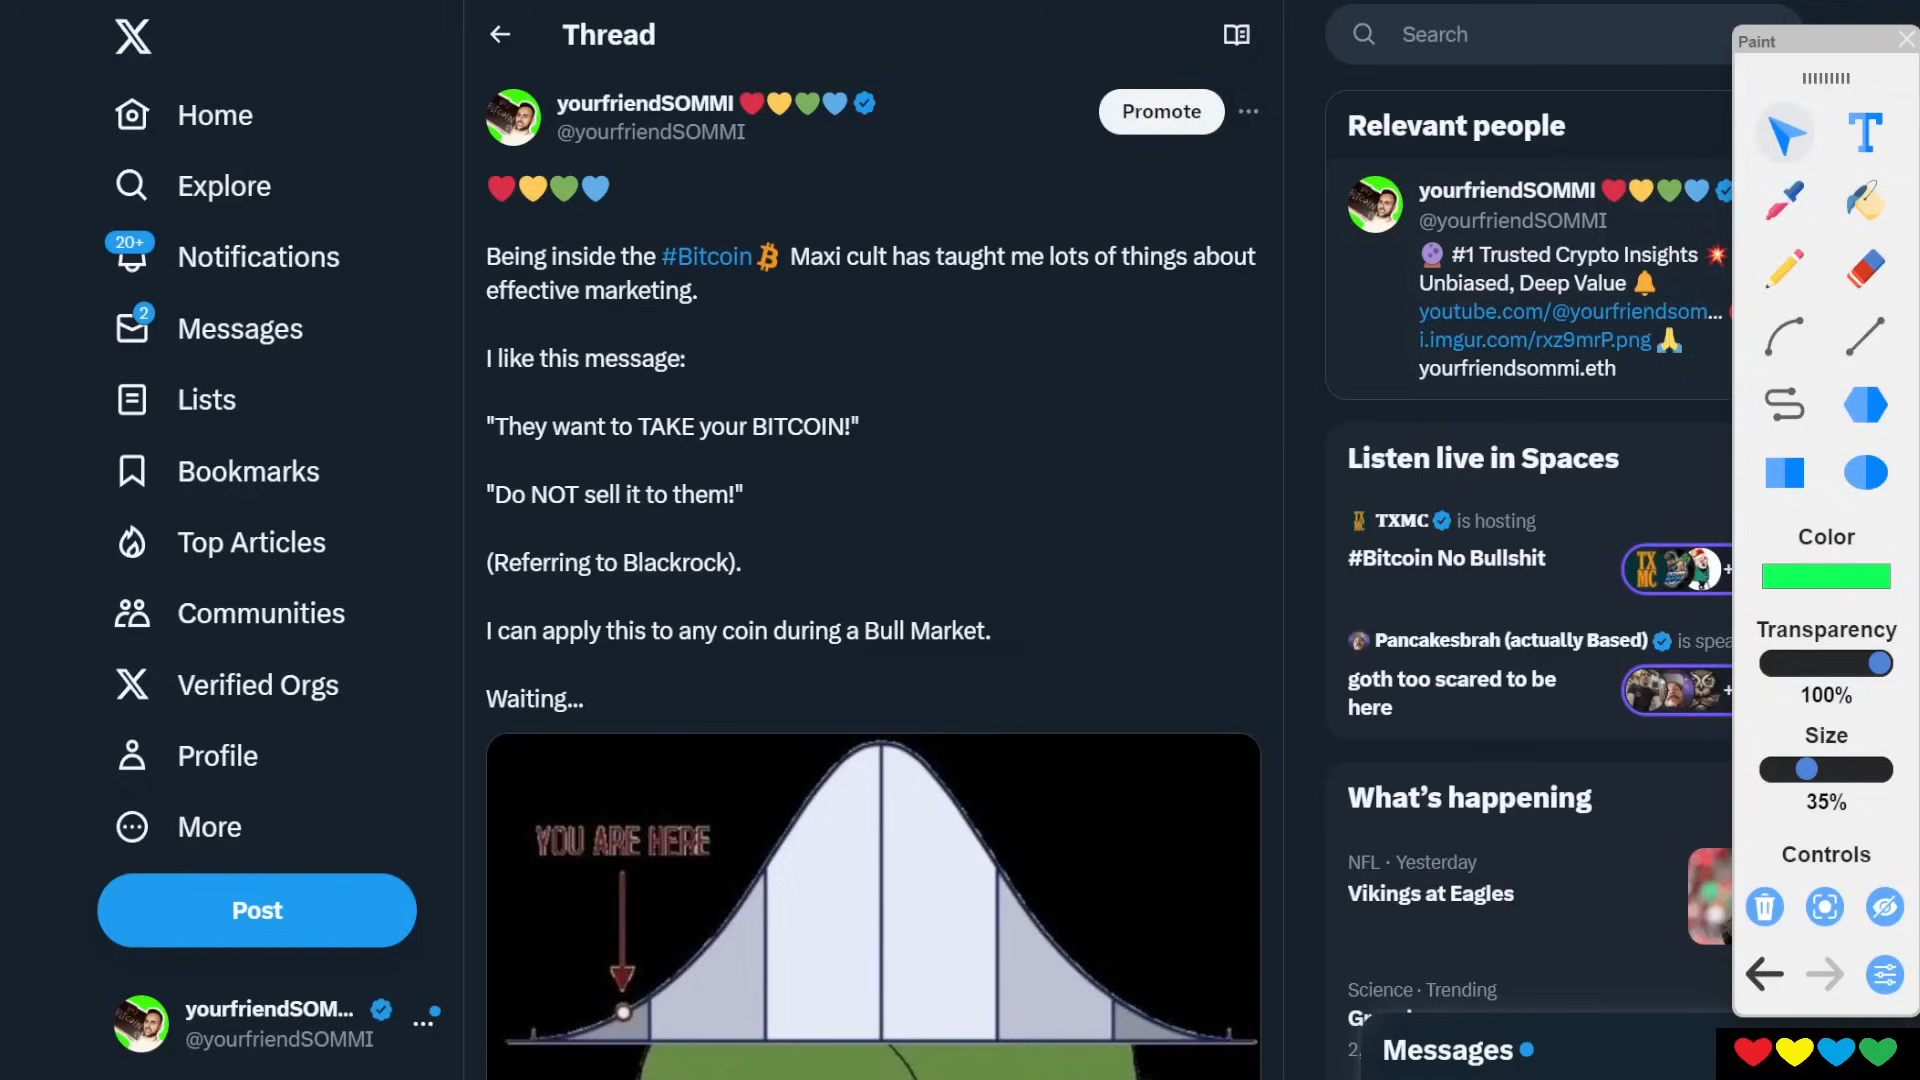 Home
Explore
20+
Notifications
2
Messages
Lists
Bookmarks
Top Articles
Communities
Verified Orgs
Profile
More
Post
yourfriendSOM...
@yourfriendSOMMI
Thread
yourfriendSOMMI
@yourfriendSOMMI
Promote
Being inside the #Bitcoin Maxi cult has taught me lots of things about
effective marketing.
I like this message:
"They want to TAKE your BITCOIN!"
"Do NOT sell it to them!"
(Referring to Blackrock).
I can apply this to any coin during a Bull Market.
Waiting...
YOU ARE HERE
Search
Relevant people
yourfriendSOMMI
@yourfriendSOMMI
#1 Trusted Crypto Insights
Unbiased, Deep Value
youtube.com/@yourfriendsom...
i.imgur.com/rxz9mrP.png
yourfriendsommi.eth
Listen live in Spaces
TXMC is hosting
#Bitcoin No Bullshit
TX
MC
+
Pancakesbrah (actually Based) is spea
goth too scared to be
here
+
What's happening
NFL · Yesterday
Vikings at Eagles
Science · Trending
2,
Messages
Paint
T
Color
Transparency
100%
Size
35%
Controls